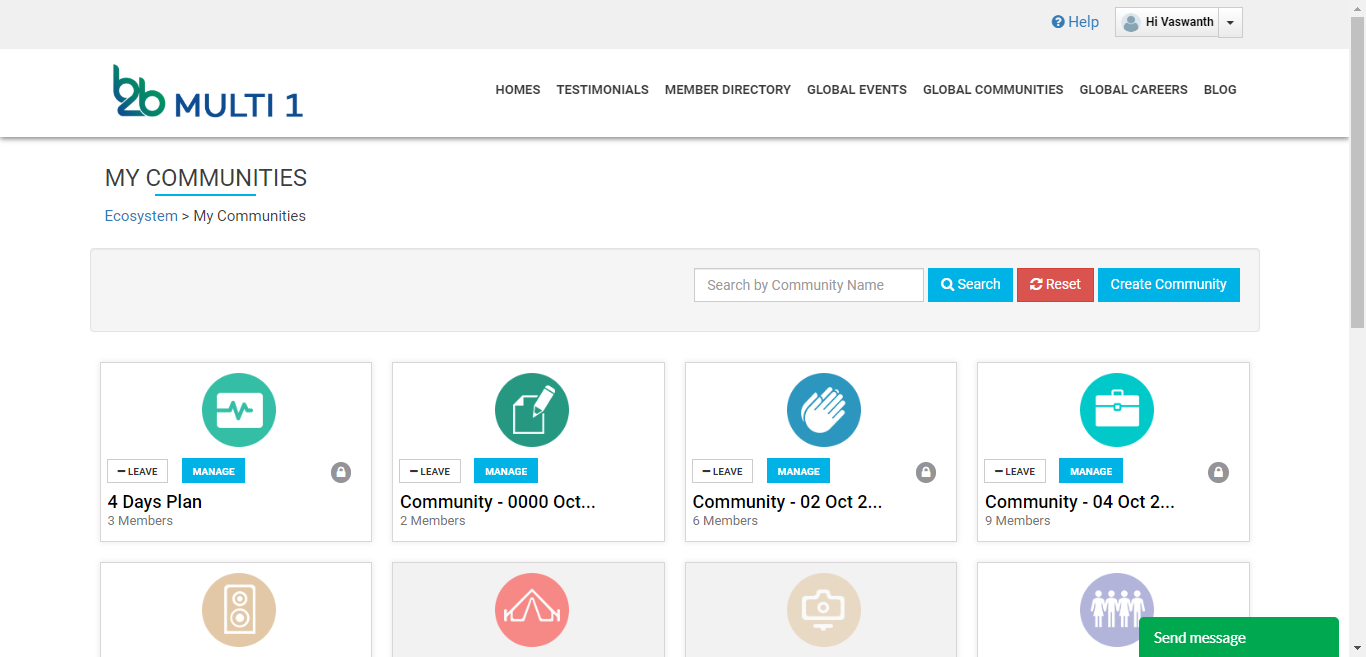 Help
Hi Vaswanth
b2b MULTI 1
HOMES TESTIMONIALS MEMBER DIRECTORY GLOBAL EVENTS GLOBAL COMMUNITIES GLOBAL CAREERS BLOG
MY COMMUNITIES
Ecosystem > My Communities
Search by Community Name Search Reset Create Community
LEAVE MANAGE LEAVE MANAGE LEAVE MANAGE LEAVE MANAGE
4 Days Plan Community - 0000 Oct... Community - 02 Oct 2... Community - 04 Oct 2...
3 Members 2 Members 6 Members 9 Members
Send message